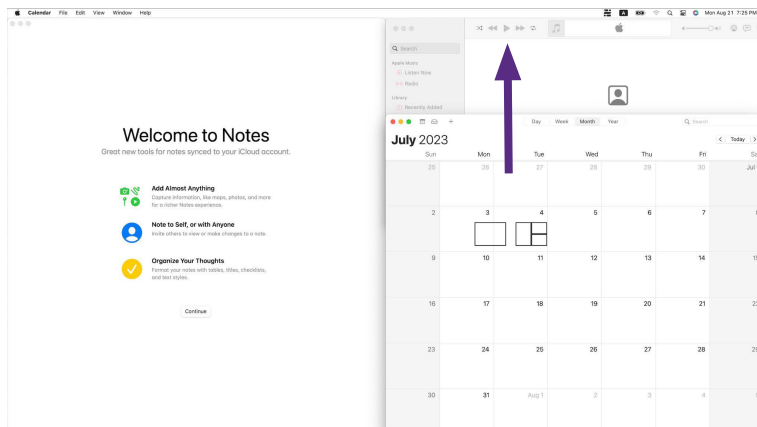 Calendar File Edit View Window Help
A
Mon Aug 21 7:25 PM
Welcome to Notes
Great new tools for notes synced to your iCloud account.
Add Almost Anything
Capture information, like maps, photos, and more
for a richer Notes experience.
Note to Self, or with Anyone
Invite others to view or make changes to a note.
Organize Your Thoughts
Format your notes with tables, titles, checklists,
and text styles.
Continue
Search
Apple Music
Listen Now
Radio
Library
Recently Added
Day Week Month Year
Search
July 2023
Today
Sun Mon Tue Wed Thu Fri
25 26 27 28 29 30 Jul
2 3 4 5 6 7
9 10 11 12 13 14
16 17 18 19 20 21
23 24 25 26 27 28
30 31 Aug 1 2 3 4